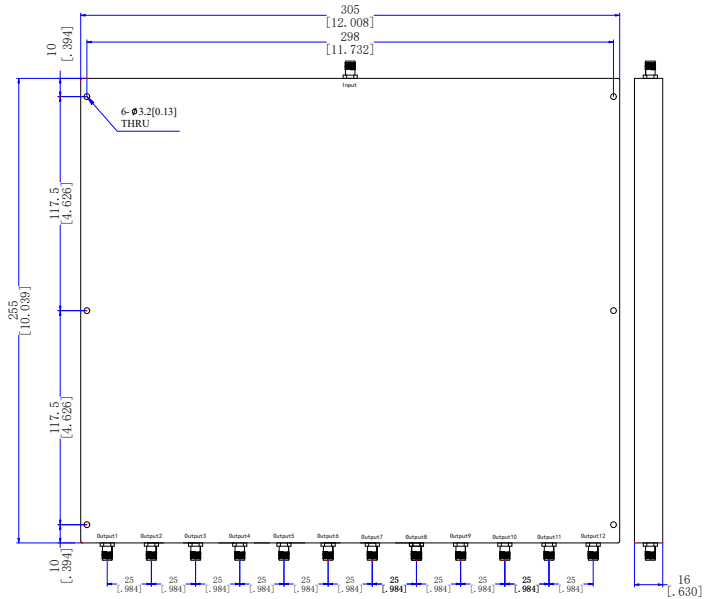 305
[12.008]
298
[11.732]
10
[.394]
Input
6-Ø3.2[0.13]
THRU
117.5
[4.626]
255
[10.039]
117.5
[4.626]
10
[.394]
Output1 Output2 Output3 Output4 Output5 Output6 Output7 Output8 Output9 Output10 Output11 Output12
25 25 25 25 25 25 25 25 25 25 25
[.984] [.984] [.984] [.984] [.984] [.984] [.984] [.984] [.984] [.984] [.984]
16
[.630]